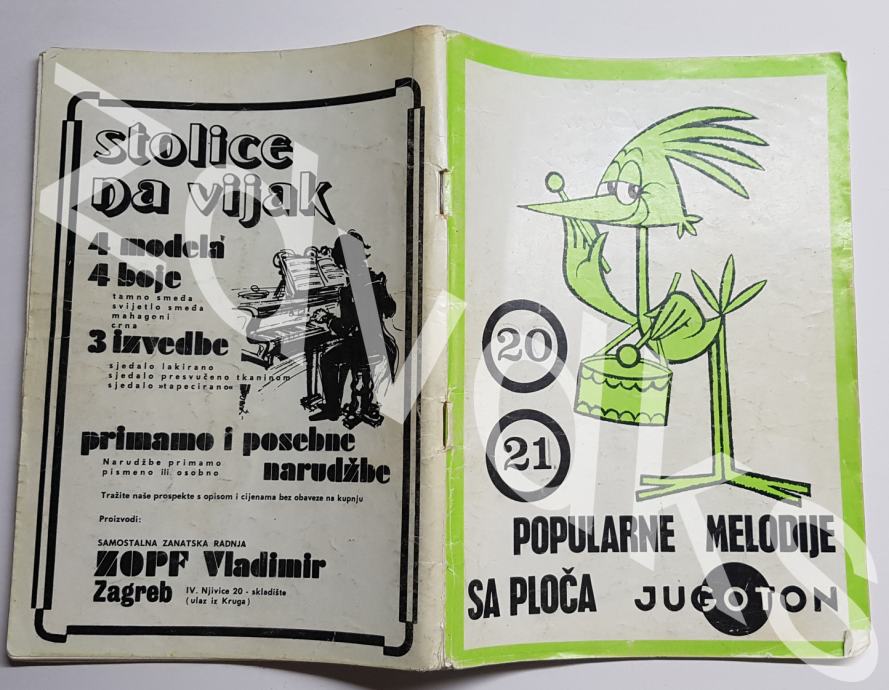 stolice
na vijak
4 modela
4 boje
tamno smeđa
svijetlo smeđa
mahagoni
crna
3 izvedbe
sjedalo lakirano
sjedalo presvučeno tkaninom
sjedalo »tapecirano«
primamo i posebne
narudžbe
Narudžbe primamo
pismeno ili osobno
Tražite naše prospekte s opisom i cijenama bez obaveze na kupnju
Proizvodi:
SAMOSTALNA ZANATSKA RADNJA
ZOPF Vladimir
Zagreb
IV. Njivice 20 - skladište
(ulaz iz Kruga)
20
21
POPULARNE MELODIJE
SA PLOČA JUGOTON